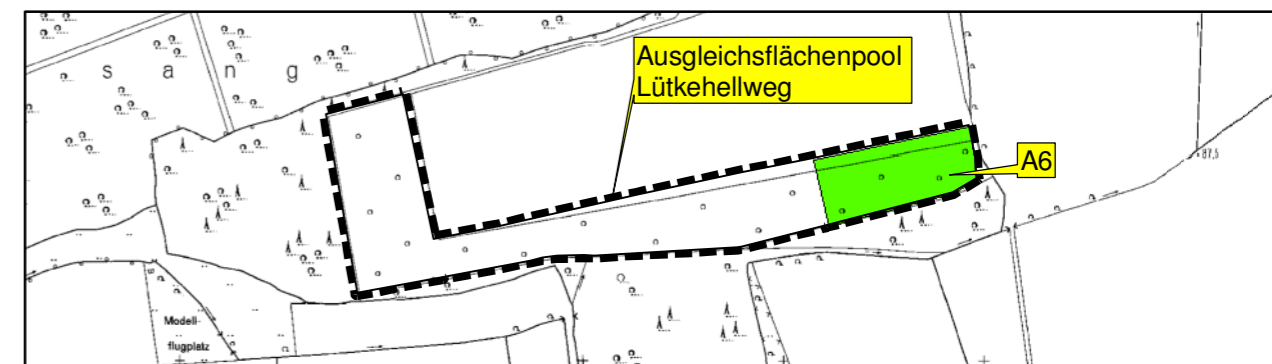 s a n g
Ausgleichsflächenpool
Lütkehellweg
A6
87,5
Modell-
flugplatz